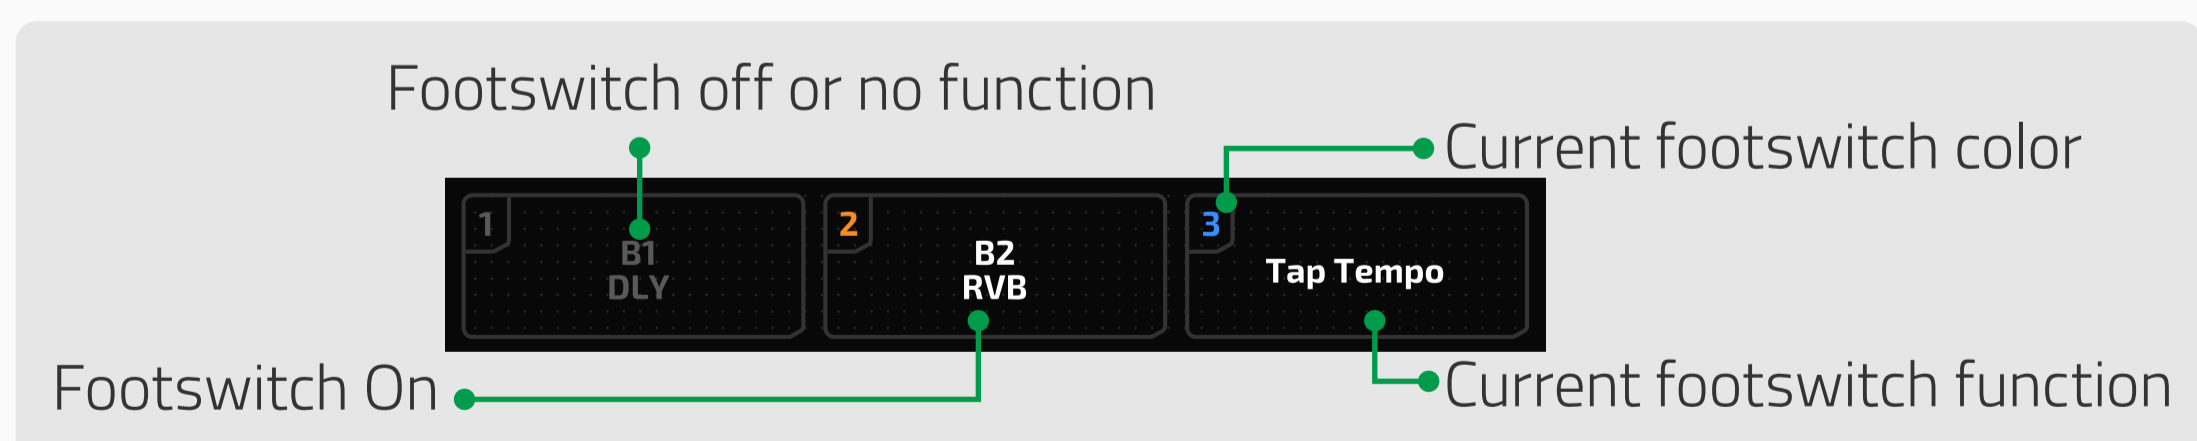 Footswitch off or no function
Current footswitch color
1
B1
DLY
2
B2
RVB
3
Tap Tempo
Footswitch On
Current footswitch function